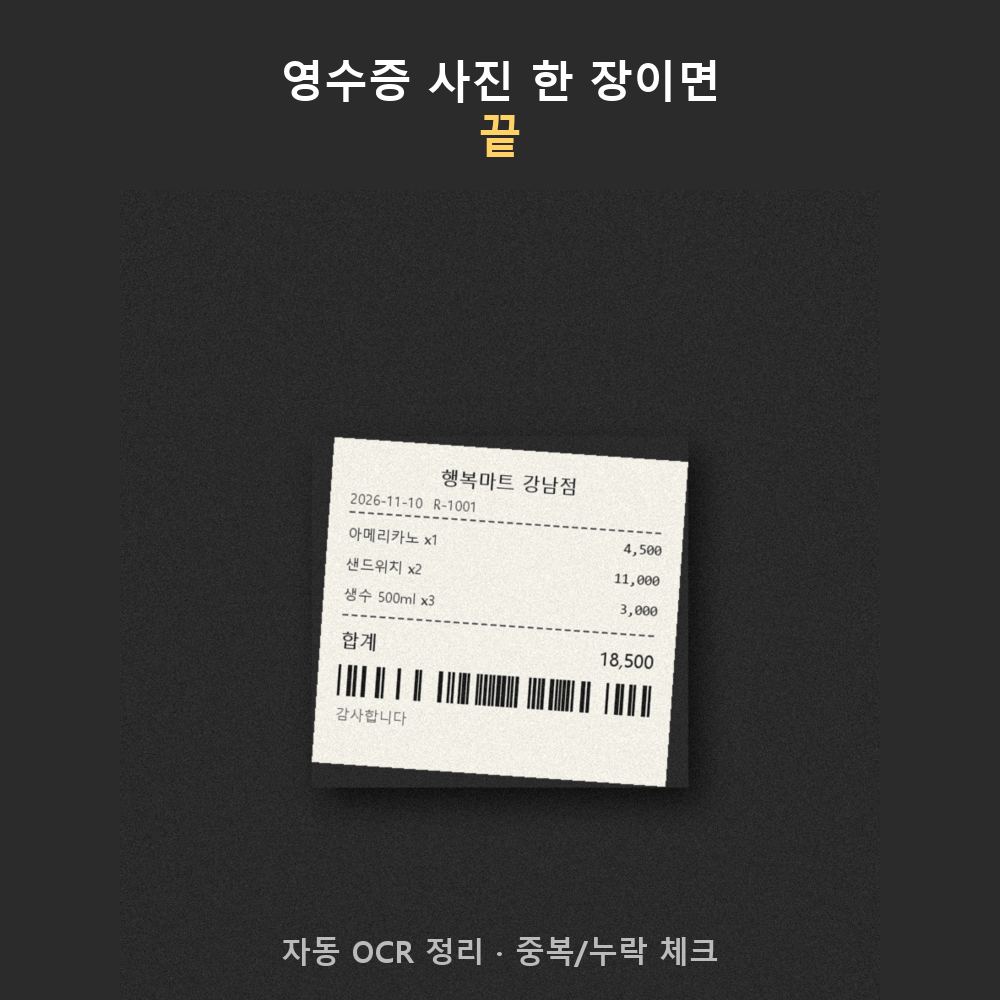 영수증 사진 한 장이면
끝
행복마트 강남점
2026-11-10 R-1001
아메리카노 x1 4,500
샌드위치 x2 11,000
생수 500ml x3 3,000
합계 18,500
감사합니다
자동 OCR 정리 · 중복/누락 체크